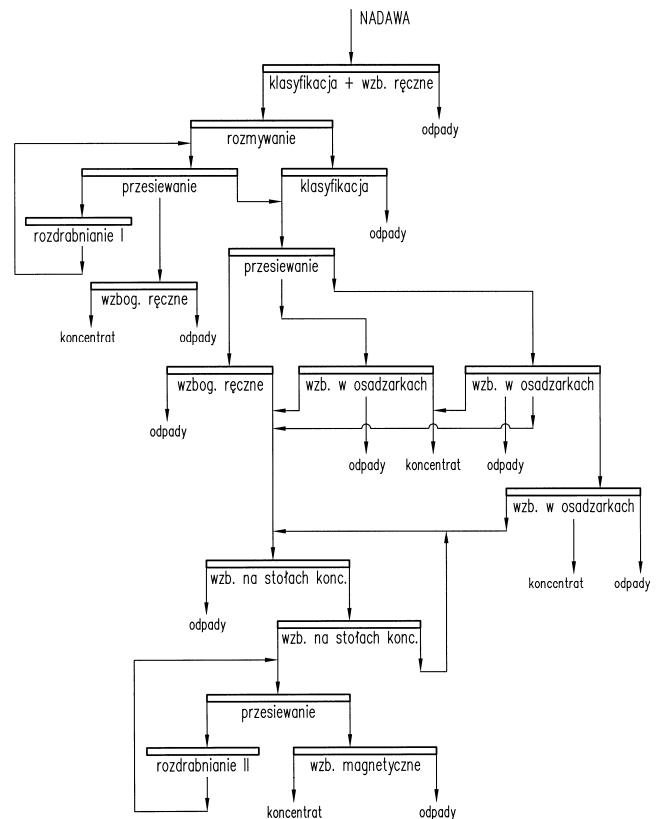 NADAWA
klasyfikacja + wzb. ręczne
odpady
rozmywanie
przesiewanie
klasyfikacja
odpady
rozdrabnianie I
przesiewanie
wzbog. ręczne
koncentrat
odpady
wzbog. ręczne
wzb. w osadzarkach
wzb. w osadzarkach
odpady
odpady
koncentrat
odpady
wzb. w osadzarkach
koncentrat
odpady
wzb. na stołach konc.
odpady
wzb. na stołach konc.
przesiewanie
rozdrabnianie II
wzb. magnetyczne
koncentrat
odpady